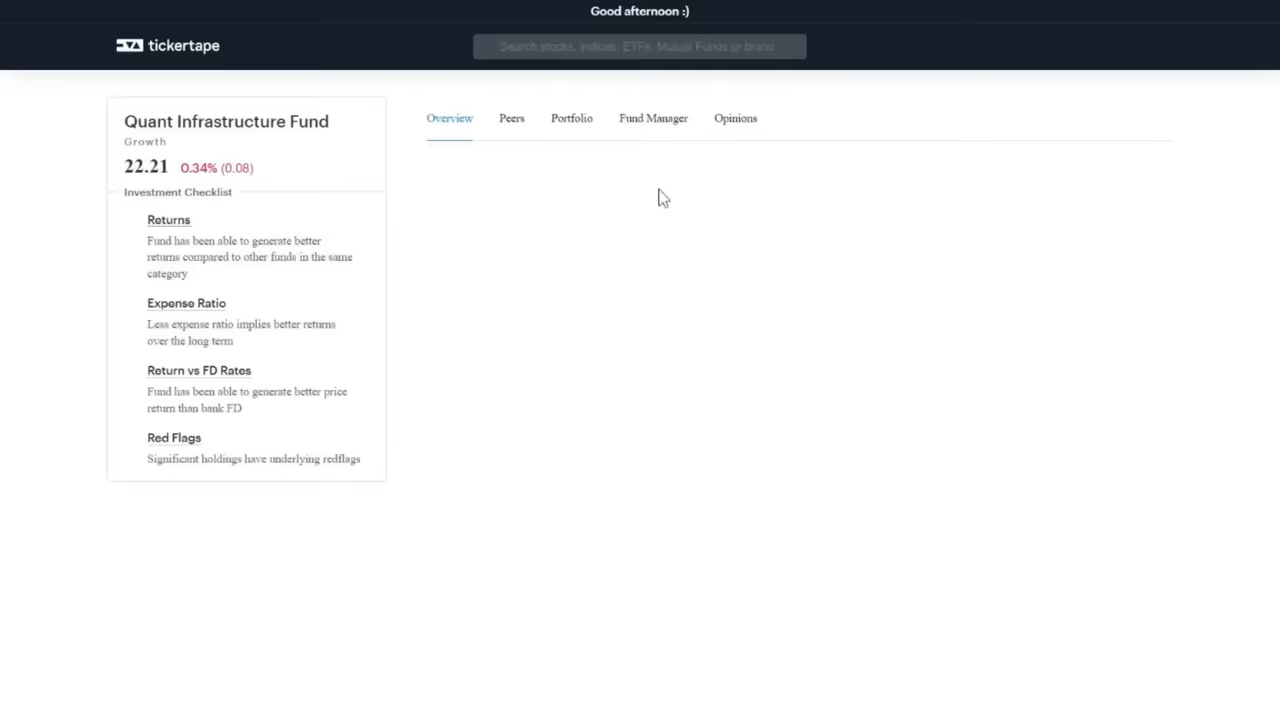 Good afternoon :)
tickertape
Search stocks, indices, ETFs, Mutual Funds or brand
Quant Infrastructure Fund
Growth
22.21 0.34% (0.08)
Investment Checklist
Returns
Fund has been able to generate better
returns compared to other funds in the same
category
Expense Ratio
Less expense ratio implies better returns
over the long term
Return vs FD Rates
Fund has been able to generate better price
return than bank FD
Red Flags
Significant holdings have underlying redflags
Overview Peers Portfolio Fund Manager Opinions